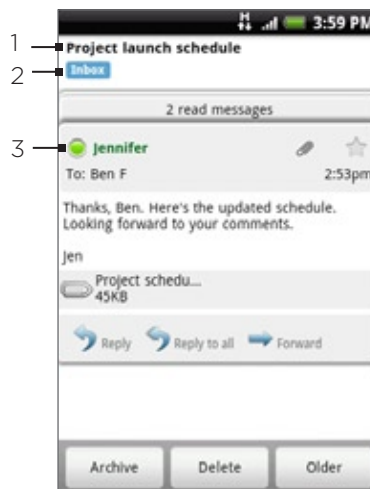 H 3:59 PM
1
Project launch schedule
2
Inbox
2 read messages
3
Jennifer
To: Ben F 2:53pm
Thanks, Ben. Here's the updated schedule.
Looking forward to your comments.
Jen
Project schedu...
45KB
Reply Reply to all Forward
Archive Delete Older